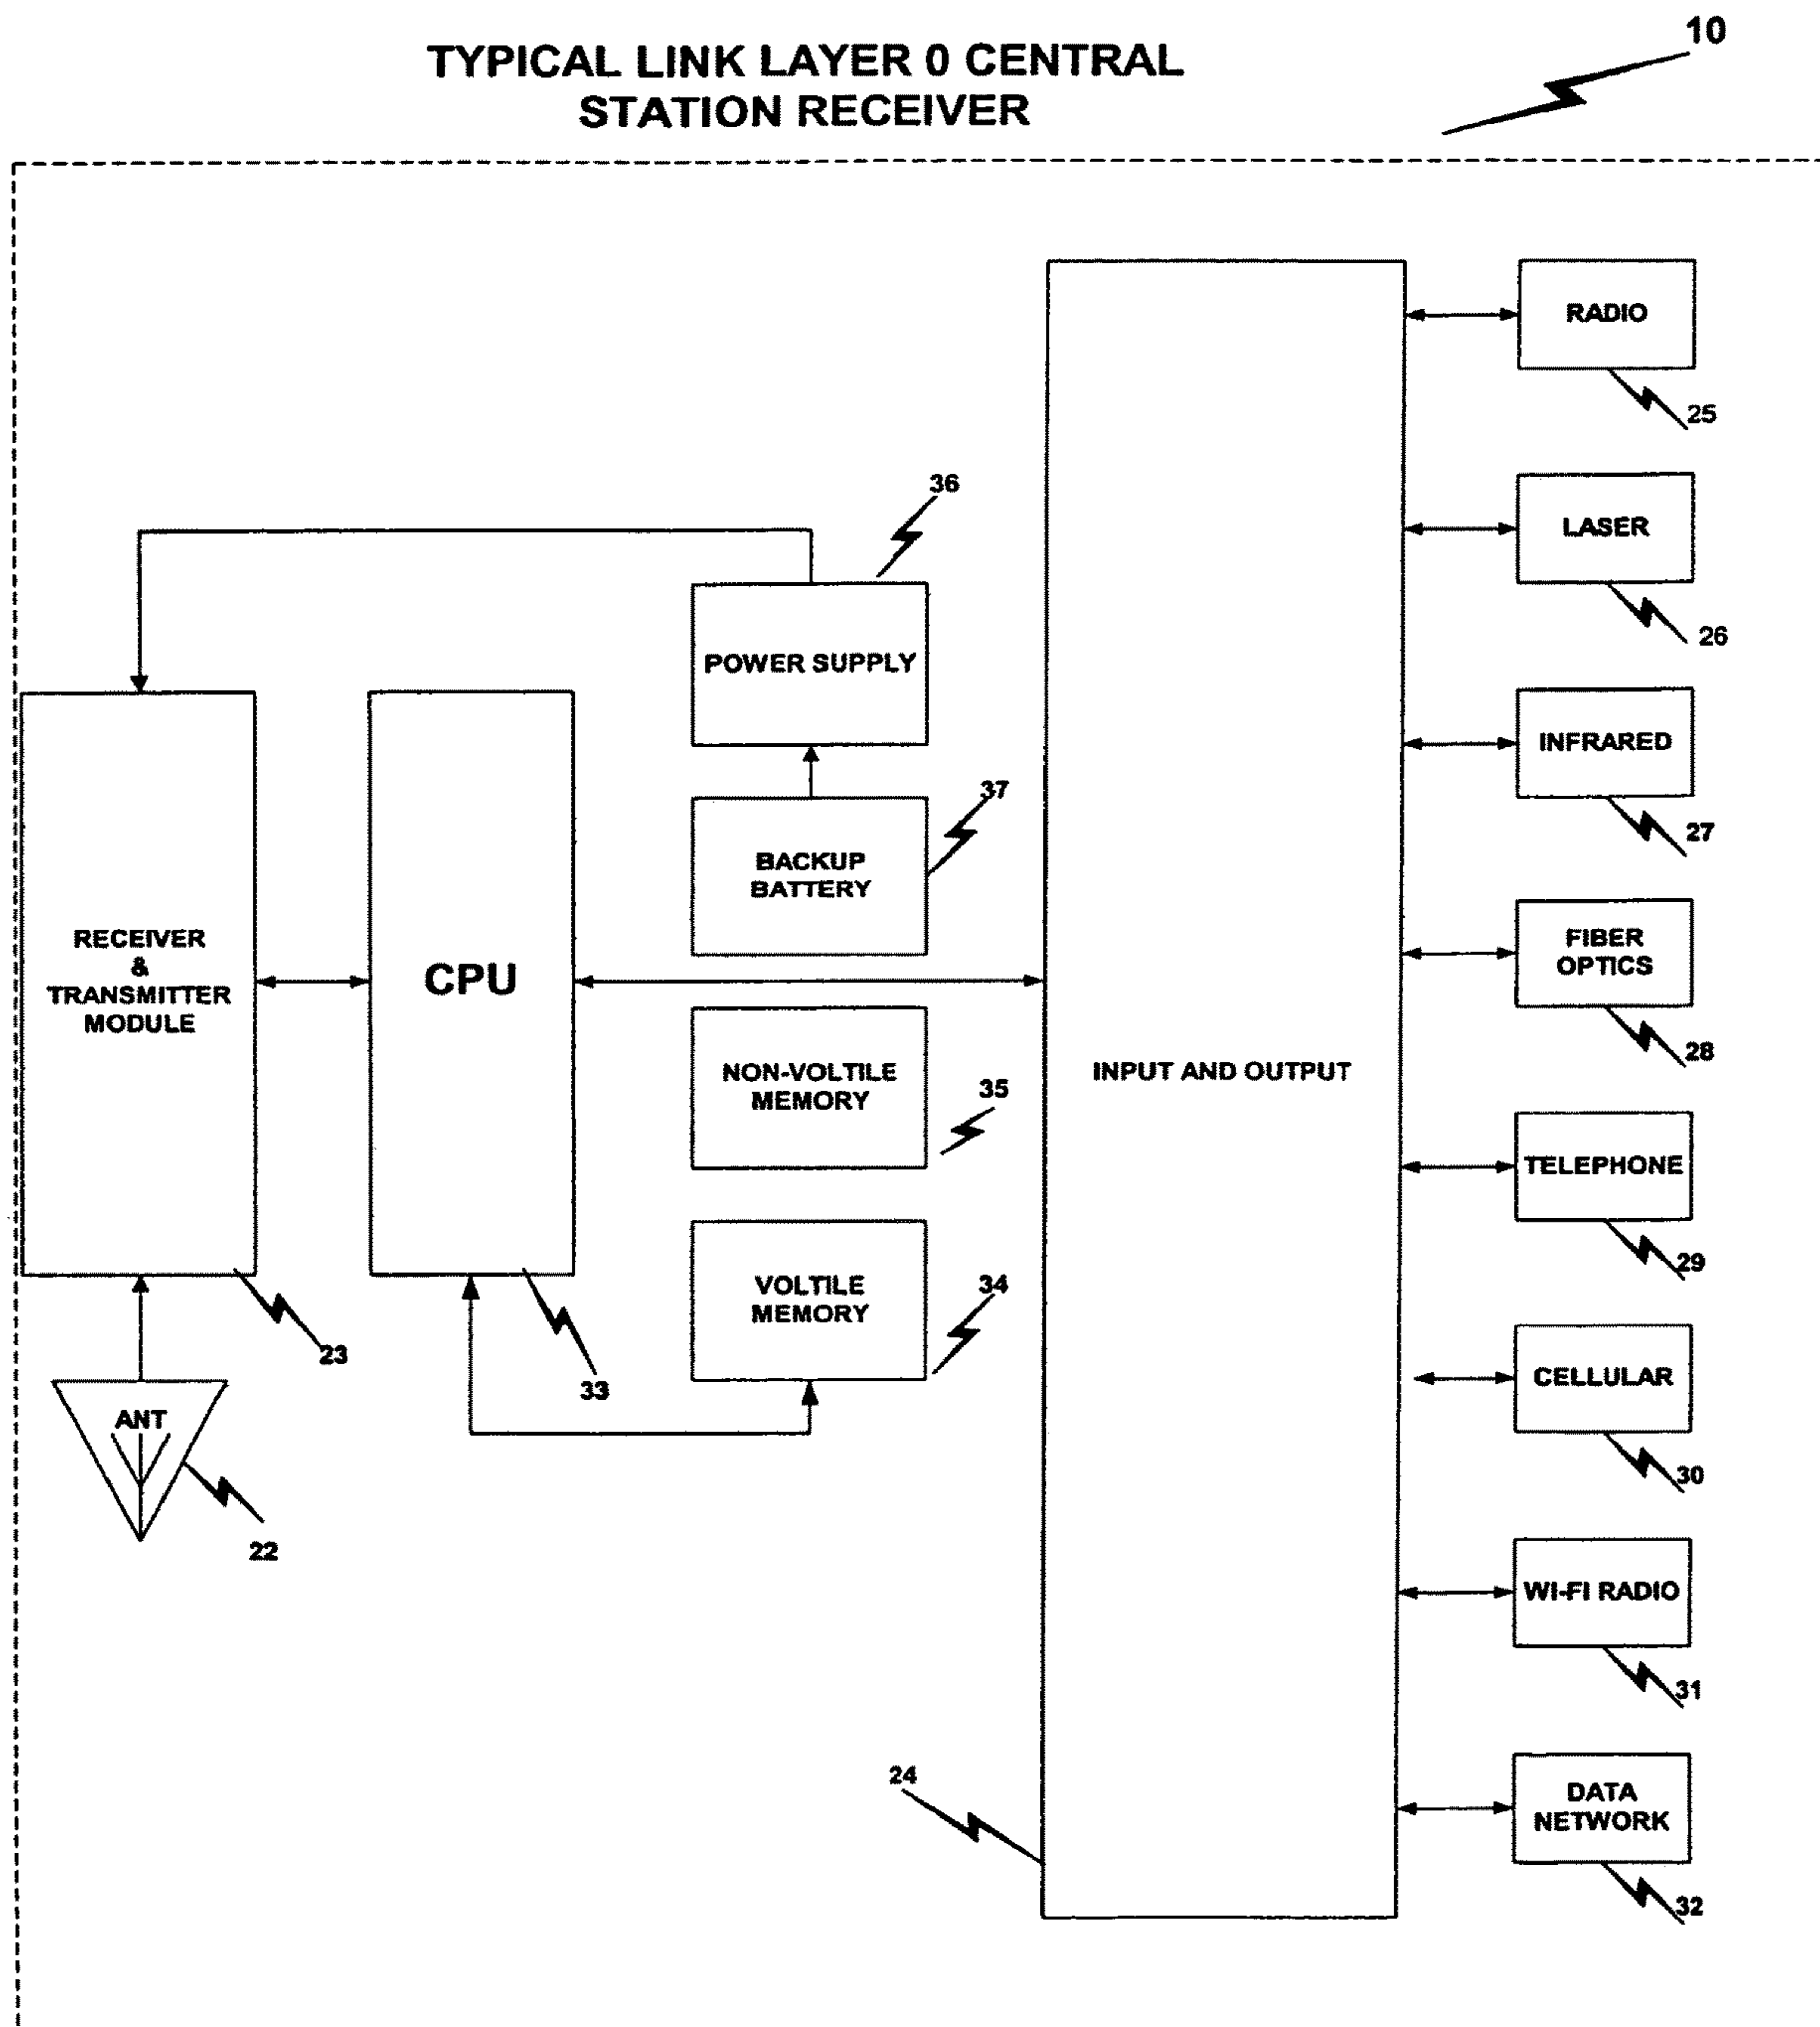 10
TYPICAL LINK LAYER 0 CENTRAL
STATION RECEIVER
RADIO
25
LASER
26
36
POWER SUPPLY
INFRARED
27
37
BACKUP
BATTERY
RECEIVER
&
TRANSMITTER
MODULE
CPU
FIBER
OPTICS
28
NON-VOLTILE
MEMORY
35
INPUT AND OUTPUT
TELEPHONE
29
VOLTILE
MEMORY
34
23
33
CELLULAR
30
ANT
22
WI-FI RADIO
31
24
DATA
NETWORK
32